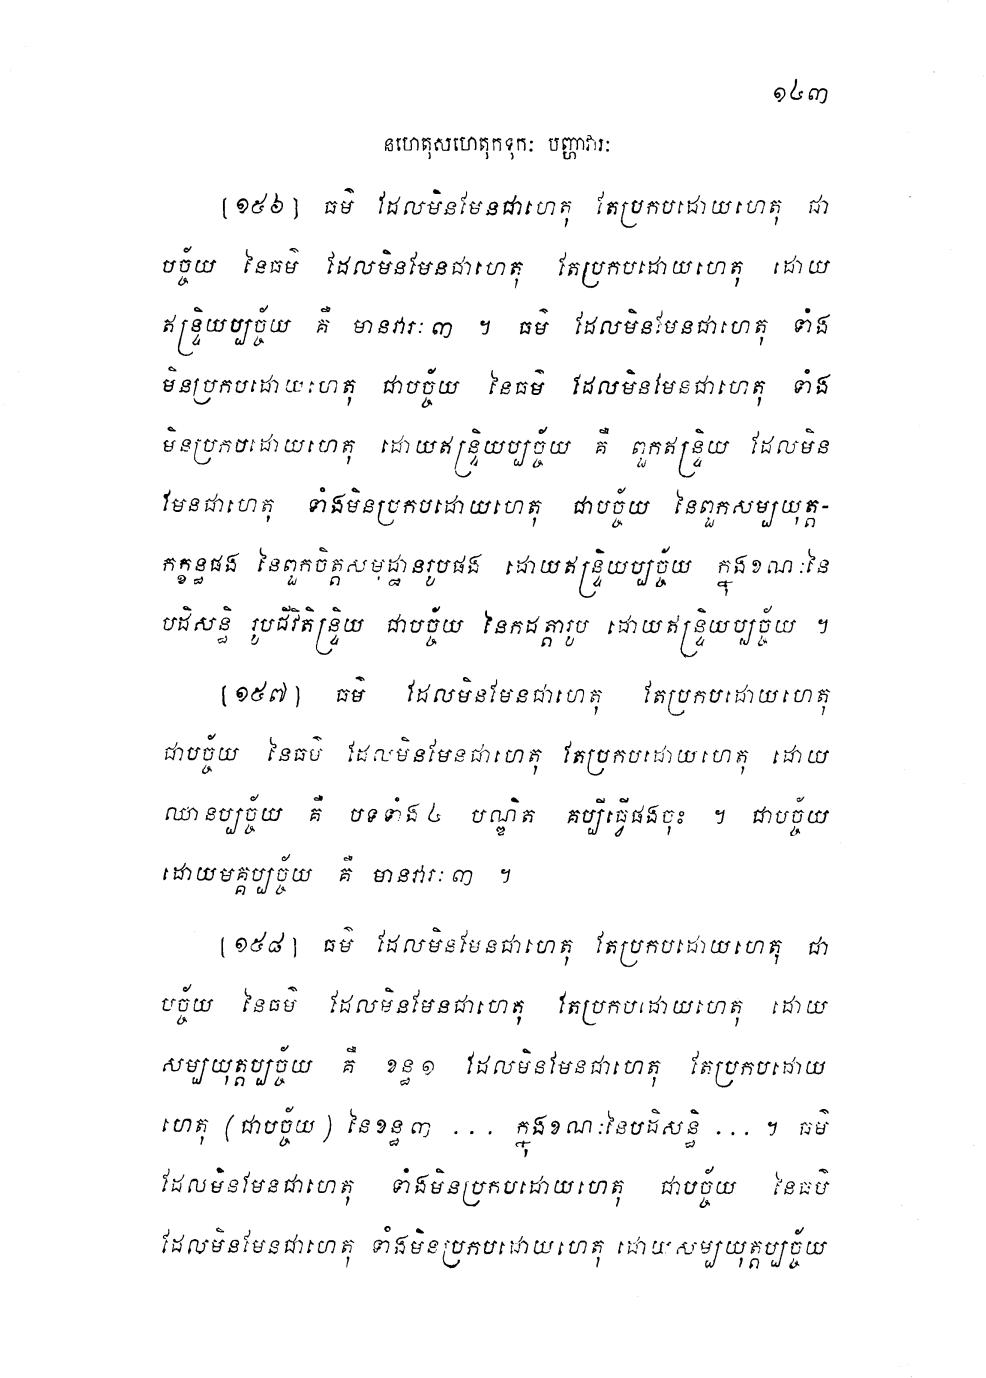 ១៤៣
នហេតុសហេតុកទុកៈ បញ្ហាវារៈ
[១៥៦] ធម៌ ដែលមិនមែនជាហេតុ តែប្រកបដោយហេតុ ជា
បច្ច័យ នៃធម៌ ដែលមិនមែនជាហេតុ តែប្រកបដោយហេតុ ដោយ
ឥន្ទ្រិយប្បច្ច័យ គឺ មានវារៈ ៣ ។ ធម៌ ដែលមិនមែនជាហេតុ ទាំង
មិនប្រកបដោយហេតុ ជាបច្ច័យ នៃធម៌ ដែលមិនមែនជាហេតុ ទាំង
មិនប្រកបដោយហេតុ ដោយឥន្ទ្រិយប្បច្ច័យ គឺ ពួកឥន្ទ្រិយ ដែលមិន
មែនជាហេតុ ទាំងមិនប្រកបដោយហេតុ ជាបច្ច័យ នៃពួកសម្បយុត្ត-
កក្ខន្ធផង នៃពួកចិត្តសមុដ្ឋានរូបផង ដោយឥន្ទ្រិយប្បច្ច័យ ក្នុងខណៈនៃ
បដិសន្ធិ រូបជីវិតិន្ទ្រិយ ជាបច្ច័យ នៃកដត្តារូប ដោយឥន្ទ្រិយប្បច្ច័យ ។
[១៥៧] ធម៌ ដែលមិនមែនជាហេតុ តែប្រកបដោយហេតុ
ជាបច្ច័យ នៃធម៌ ដែលមិនមែនជាហេតុ តែប្រកបដោយហេតុ ដោយ
ឈានប្បច្ច័យ គឺ បទទាំង ៤ បណ្ឌិត គប្បីធ្វើផងចុះ ។ ជាបច្ច័យ
ដោយមគ្គប្បច្ច័យ គឺ មានវារៈ ៣ ។
[១៥៨] ធម៌ ដែលមិនមែនជាហេតុ តែប្រកបដោយហេតុ ជា
បច្ច័យ នៃធម៌ ដែលមិនមែនជាហេតុ តែប្រកបដោយហេតុ ដោយ
សម្បយុត្តប្បច្ច័យ គឺ ខន្ធ ១ ដែលមិនមែនជាហេតុ តែប្រកបដោយ
ហេតុ (ជាបច្ច័យ) នៃខន្ធ ៣ ... ក្នុងខណៈនៃបដិសន្ធិ ... ។ ធម៌
ដែលមិនមែនជាហេតុ ទាំងមិនប្រកបដោយហេតុ ជាបច្ច័យ នៃធម៌
ដែលមិនមែនជាហេតុ ទាំងមិនប្រកបដោយហេតុ ដោយសម្បយុត្តប្បច្ច័យ